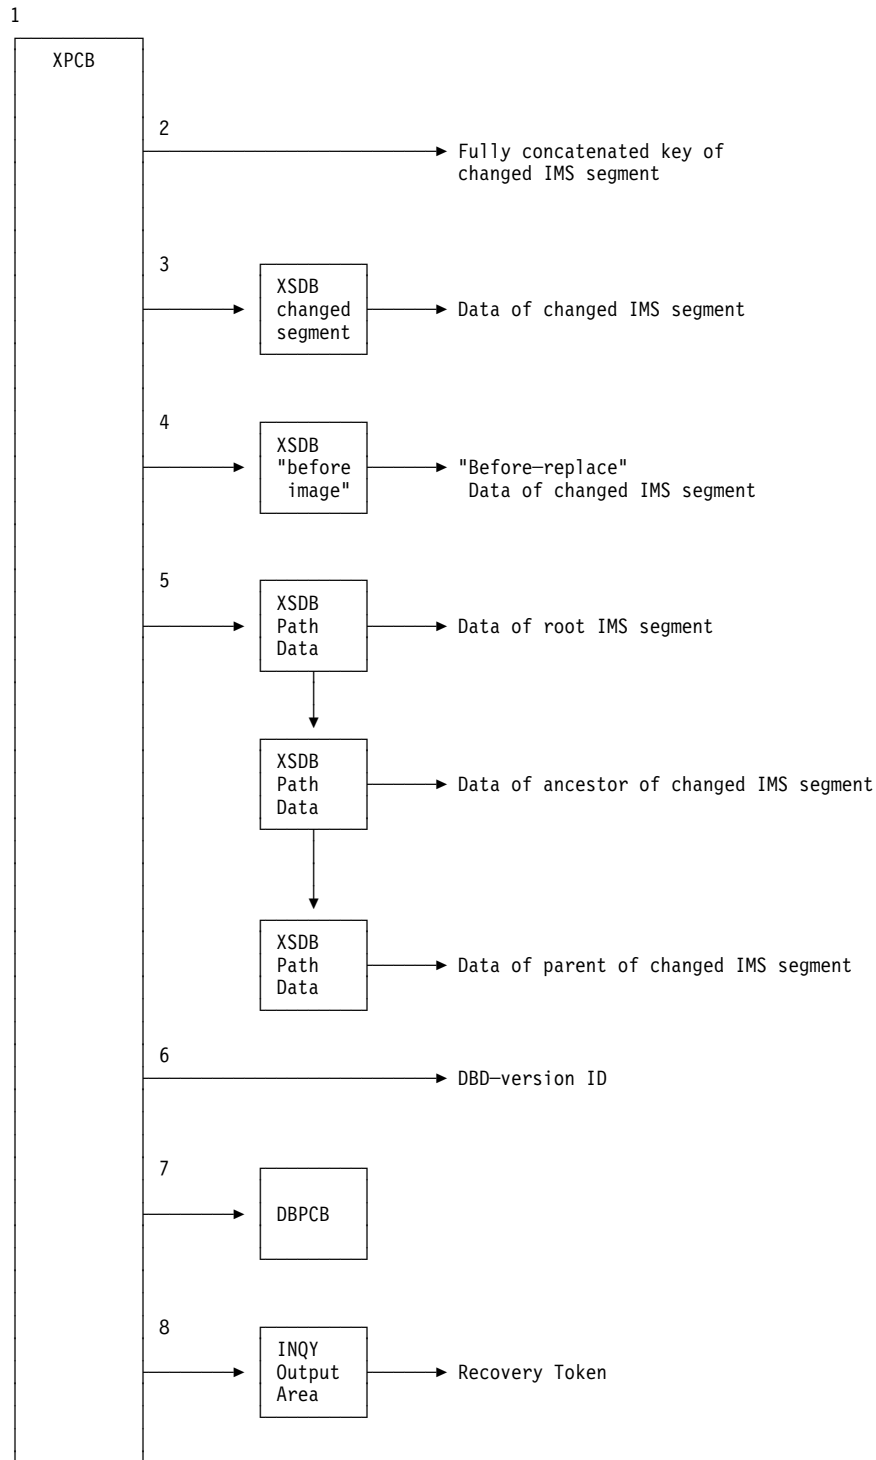 1
XPCB
2
Fully concatenated key of
changed IMS segment
3
XSDB
changed
segment
Data of changed IMS segment
4
XSDB
"before
image"
"Before—replace"
Data of changed IMS segment
5
XSDB
Path
Data
Data of root IMS segment
XSDB
Path
Data
Data of ancestor of changed IMS segment
XSDB
Path
Data
Data of parent of changed IMS segment
6
DBD—version ID
7
DBPCB
8
INQY
Output
Area
Recovery Token